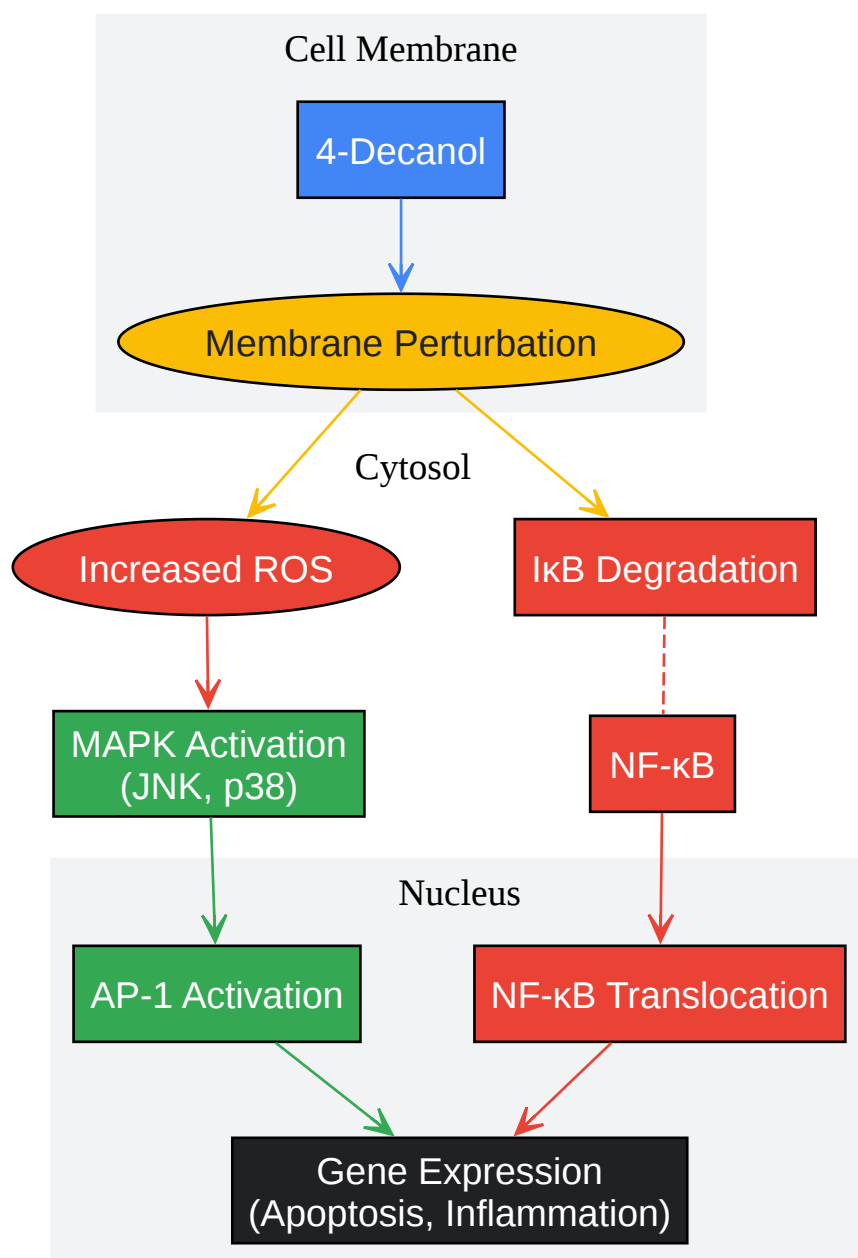 Cell Membrane
4-Decanol
Membrane Perturbation
Cytosol
Increased ROS
IκB Degradation
MAPK Activation
(JNK, p38)
NF-κB
Nucleus
AP-1 Activation
NF-κB Translocation
Gene Expression
(Apoptosis, Inflammation)